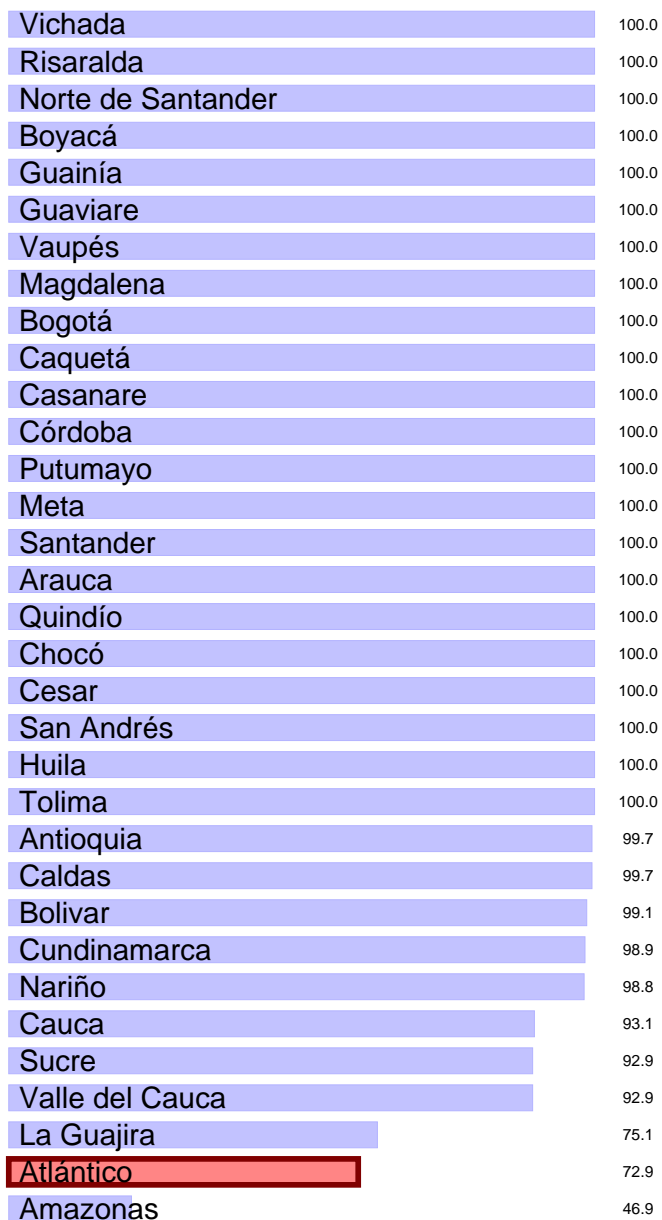 Vichada 100.0
Risaralda 100.0
Norte de Santander 100.0
Boyacá 100.0
Guainía 100.0
Guaviare 100.0
Vaupés 100.0
Magdalena 100.0
Bogotá 100.0
Caquetá 100.0
Casanare 100.0
Córdoba 100.0
Putumayo 100.0
Meta 100.0
Santander 100.0
Arauca 100.0
Quindío 100.0
Chocó 100.0
Cesar 100.0
San Andrés 100.0
Huila 100.0
Tolima 100.0
Antioquia 99.7
Caldas 99.7
Bolivar 99.1
Cundinamarca 98.9
Nariño 98.8
Cauca 93.1
Sucre 92.9
Valle del Cauca 92.9
La Guajira 75.1
Atlántico 72.9
Amazonas 46.9